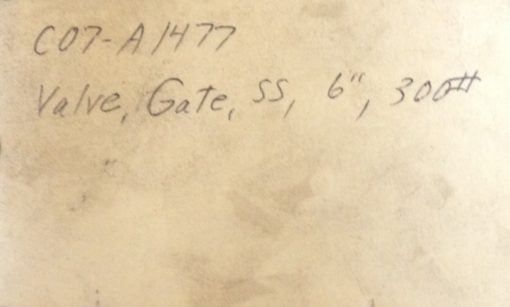 C07-A1477
Valve, Gate, SS, 6", 300#